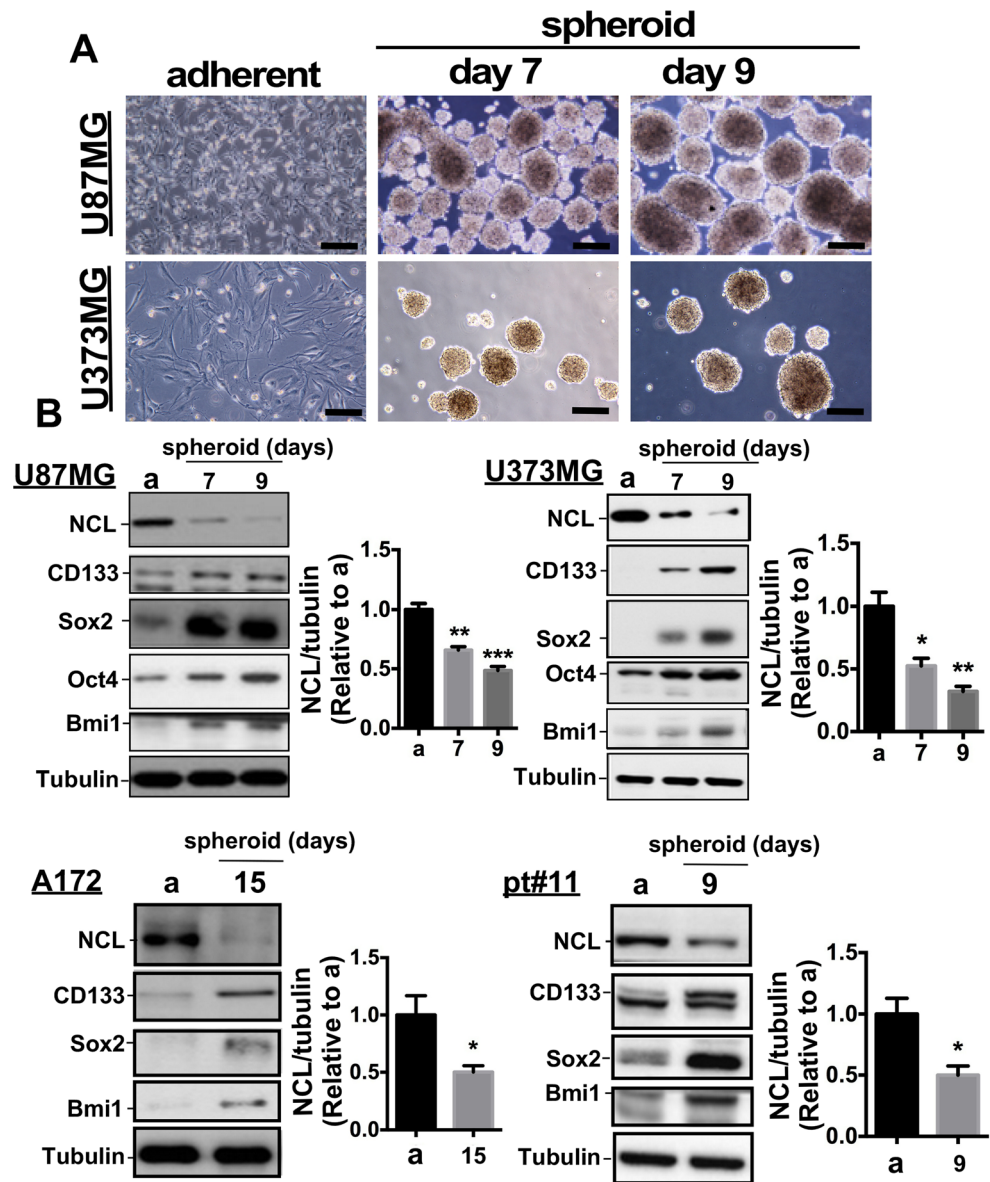 A
spheroid
adherent
day 7
day 9
U87MG
U373MG
B
spheroid (days)
U87MG
a
7
9
NCL
CD133
Sox2
Oct4
Bmi1
Tubulin
NCL/tubulin
(Relative to a)
1.5
1.0
0.5
0.0
**
***
a
7
9
spheroid (days)
U373MG
a
7
9
NCL
CD133
Sox2
Oct4
Bmi1
Tubulin
NCL/tubulin
(Relative to a)
1.5
1.0
0.5
0.0
*
**
a
7
9
spheroid (days)
A172
a
15
NCL
CD133
Sox2
Bmi1
Tubulin
NCL/tubulin
(Relative to a)
1.5
1.0
0.5
0.0
*
a
15
spheroid (days)
pt#11
a
9
NCL
CD133
Sox2
Bmi1
Tubulin
NCL/tubulin
(Relative to a)
1.5
1.0
0.5
0.0
*
a
9